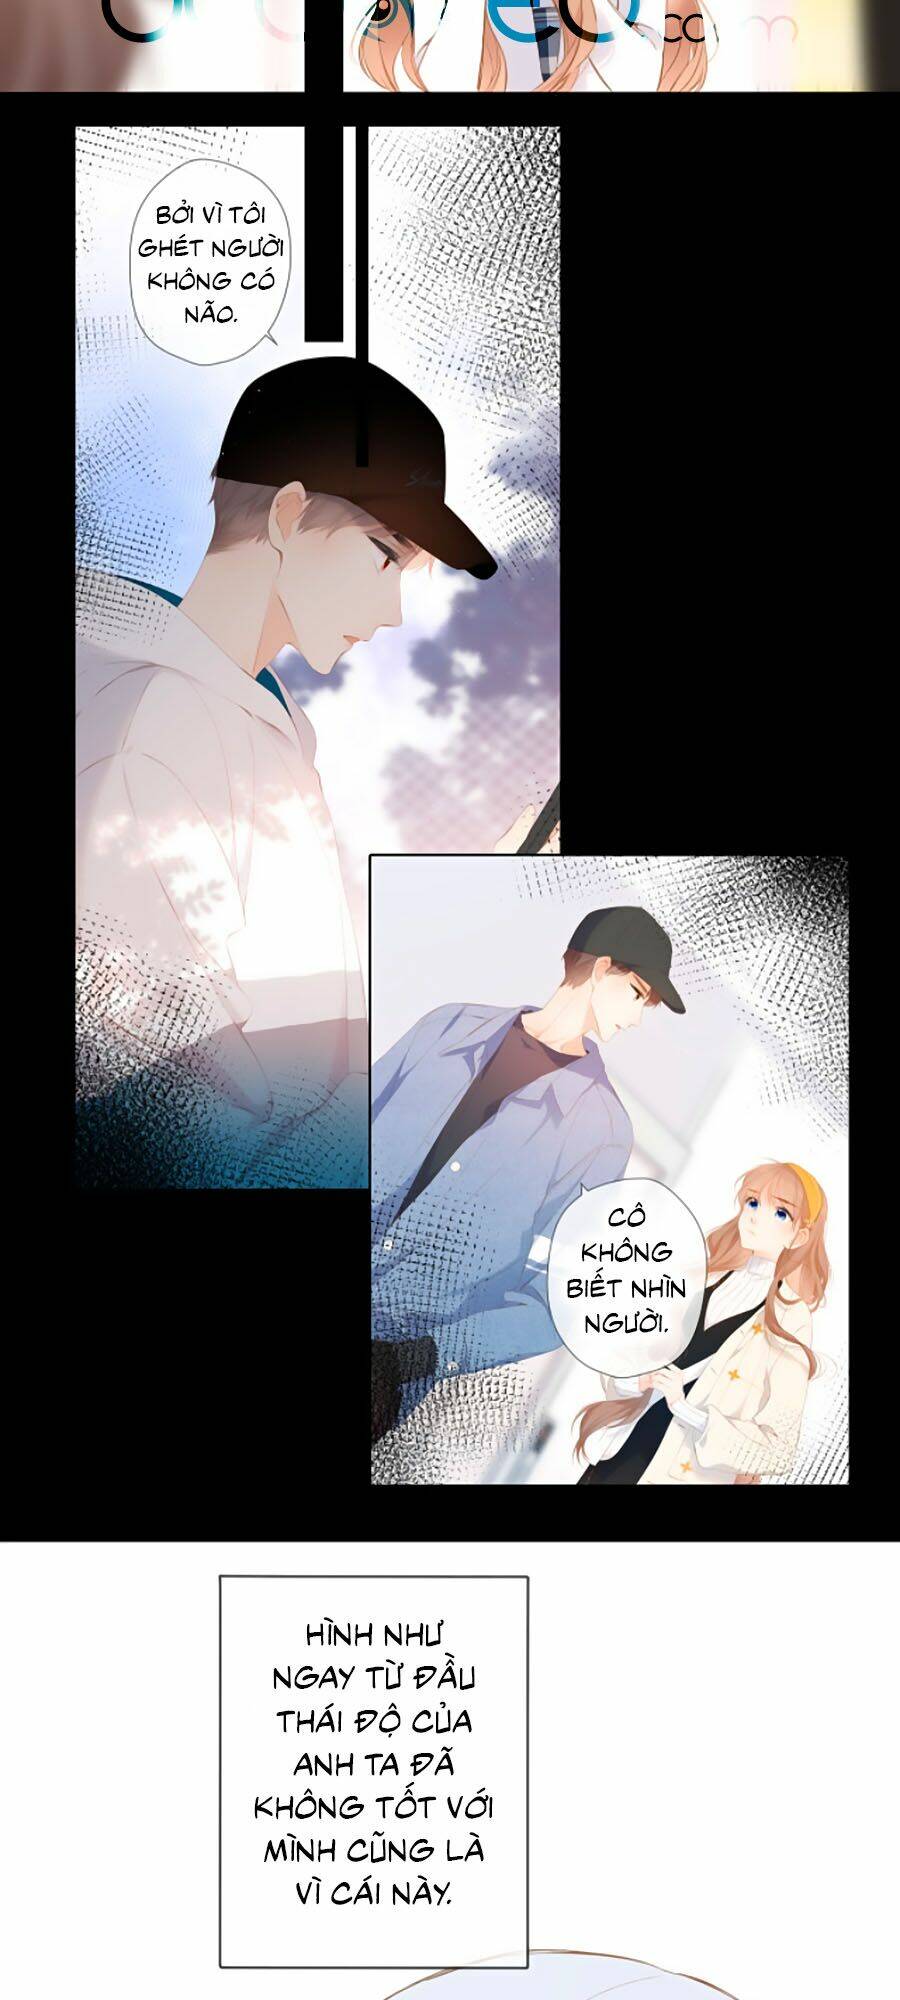 .com
BỞI VÌ TÔI
GHÉT NGƯỜI
KHÔNG CÓ
NÃO.
CÔ
KHÔNG
BIẾT NHÌN
NGƯỜI.
HÌNH NHƯ
NGAY TỪ ĐẦU
THÁI ĐỘ CỦA
ANH TA ĐÃ
KHÔNG TỐT VỚI
MÌNH CŨNG LÀ
VÌ CÁI NÀY.